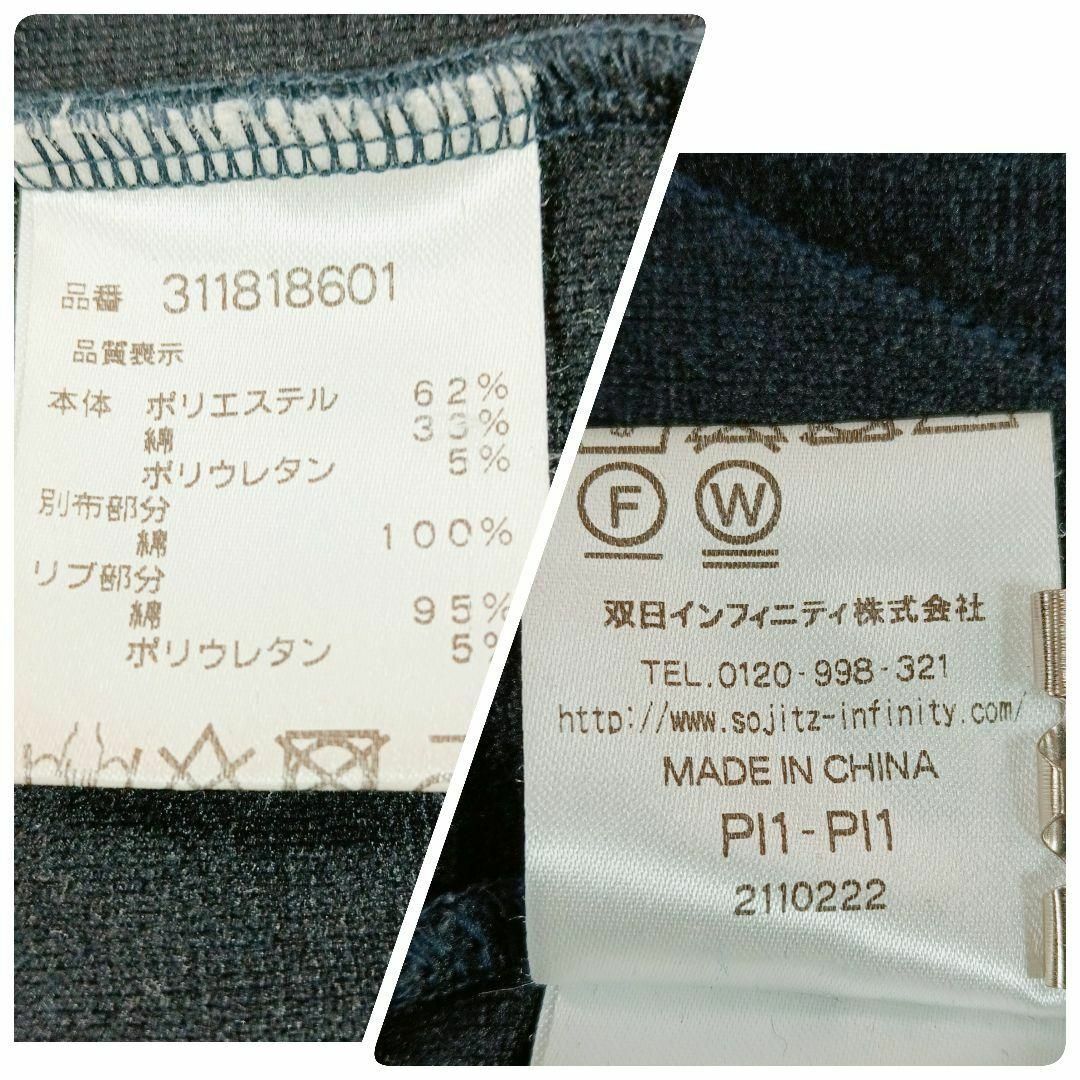 品番 311818601
品質表示
本体 ポリエステル 62%
綿 33%
ポリウレタン 5%
別布部分
綿 100%
リブ部分
綿 95%
ポリウレタン 5%
F W
双日インフィニティ株式会社
TEL.0120-998-321
http://www.sojitz-infinity.com/
MADE IN CHINA
PI1-PI1
2110222